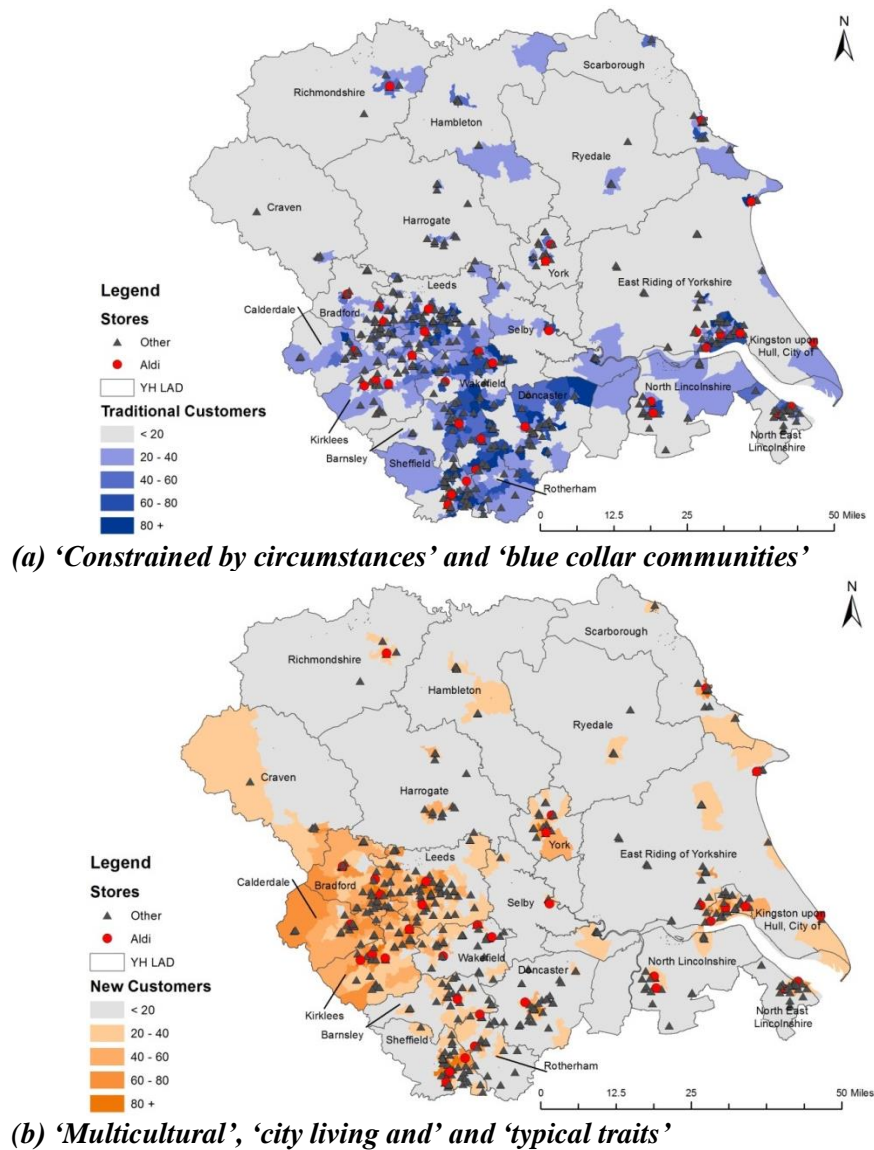 N
Scarborough
Richmondshire
Hambleton
Ryedale
Craven
Harrogate
York
Leeds
East Riding of Yorkshire
Legend
Stores
Other
Aldi
YH LAD
Traditional Customers
< 20
20 - 40
40 - 60
60 - 80
80 +
Calderdale
Bradford
Selby
Kingston upon
Hull, City of
Wakefield
Doncaster
North Lincolnshire
Kirklees
Barnsley
Sheffield
North East
Lincolnshire
Rotherham
0 12.5 25 50 Miles
(a) ‘Constrained by circumstances’ and ‘blue collar communities’
N
Scarborough
Richmondshire
Hambleton
Ryedale
Craven
Harrogate
York
Leeds
East Riding of Yorkshire
Legend
Stores
Other
Aldi
YH LAD
New Customers
< 20
20 - 40
40 - 60
60 - 80
80 +
Calderdale
Bradford
Selby
Kingston upon
Hull, City of
Wakefield
Doncaster
North Lincolnshire
Kirklees
Barnsley
Sheffield
North East
Lincolnshire
Rotherham
0 12.5 25 50 Miles
(b) ‘Multicultural’, ‘city living and’ and ‘typical traits’